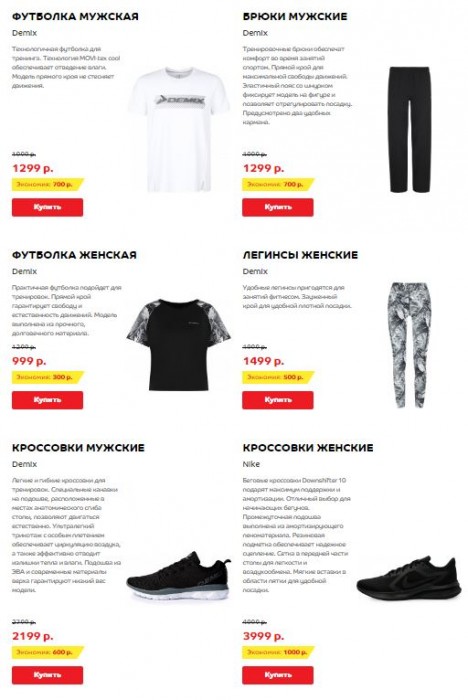 ФУТБОЛКА МУЖСКАЯ
Demix
Технологичная футболка для
тренинга. Технология MOVI-tex cool
обеспечивает отведение влаги.
Модель прямого кроя не стесняет
движения.
DEMIX
1999 р.
1299 р.
Экономия: 700 р.
Купить
БРЮКИ МУЖСКИЕ
Demix
Тренировочные брюки обеспечат
комфорт во время занятий
спортом. Прямой крой для
максимальной свободы движений.
Эластичный пояс со шнурком
фиксирует модель на фигуре и
позволяет отрегулировать посадку.
Предусмотрено два удобных
кармана.
1999 р.
1299 р.
Экономия: 700 р.
Купить
ФУТБОЛКА ЖЕНСКАЯ
Demix
Практичная футболка подойдет для
тренировок. Прямой крой
гарантирует свободу и
естественность движений. Модель
выполнена из прочного,
долговечного материала.
1299 р.
999 р.
Экономия: 300 р.
Купить
ЛЕГИНСЫ ЖЕНСКИЕ
Demix
Удобные легинсы пригодятся для
занятий фитнесом. Зауженный
крой для удобной плотной посадки.
1999 р.
1499 р.
Экономия: 500 р.
Купить
КРОССОВКИ МУЖСКИЕ
Demix
Легкие и гибкие кроссовки для
тренировок. Специальные канавки
на подошве, расположенные в
местах анатомического сгиба
стопы, позволяют двигаться
естественно. Ультралегкий
трикотаж с особым плетением
обеспечивает циркуляцию воздуха,
а также эффективно отводит
излишки тепла и влаги. Подошва из
ЭВА и современные материалы
верха гарантируют низкий вес
модели.
2799 р.
2199 р.
Экономия: 600 р.
Купить
КРОССОВКИ ЖЕНСКИЕ
Nike
Беговые кроссовки Downshifter 10
подарят максимум поддержки и
амортизации. Отличный выбор для
начинающих бегунов.
Промежуточная подошва
выполнена из амортизирующего
пеноматериала. Резиновая
подметка обеспечивает надежное
сцепление. Сетка в передней части
стопы для легкости и
воздухообмена. Мягкие вставки в
области пятки для удобной
посадки.
4999 р.
3999 р.
Экономия: 1000 р.
Купить